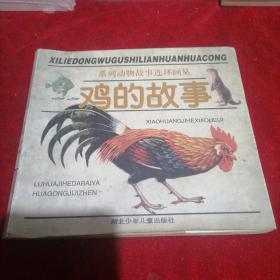 XILIEDONGWUGUSHILIANHUANHUACONG
系列动物故事连环画丛
鸡的故事
XIAOHUANGJIHEXIAOHEIJI
LUHUAJIHEDABAIYA
HUAGONGJIJIZHEN
湖北少年儿童出版社